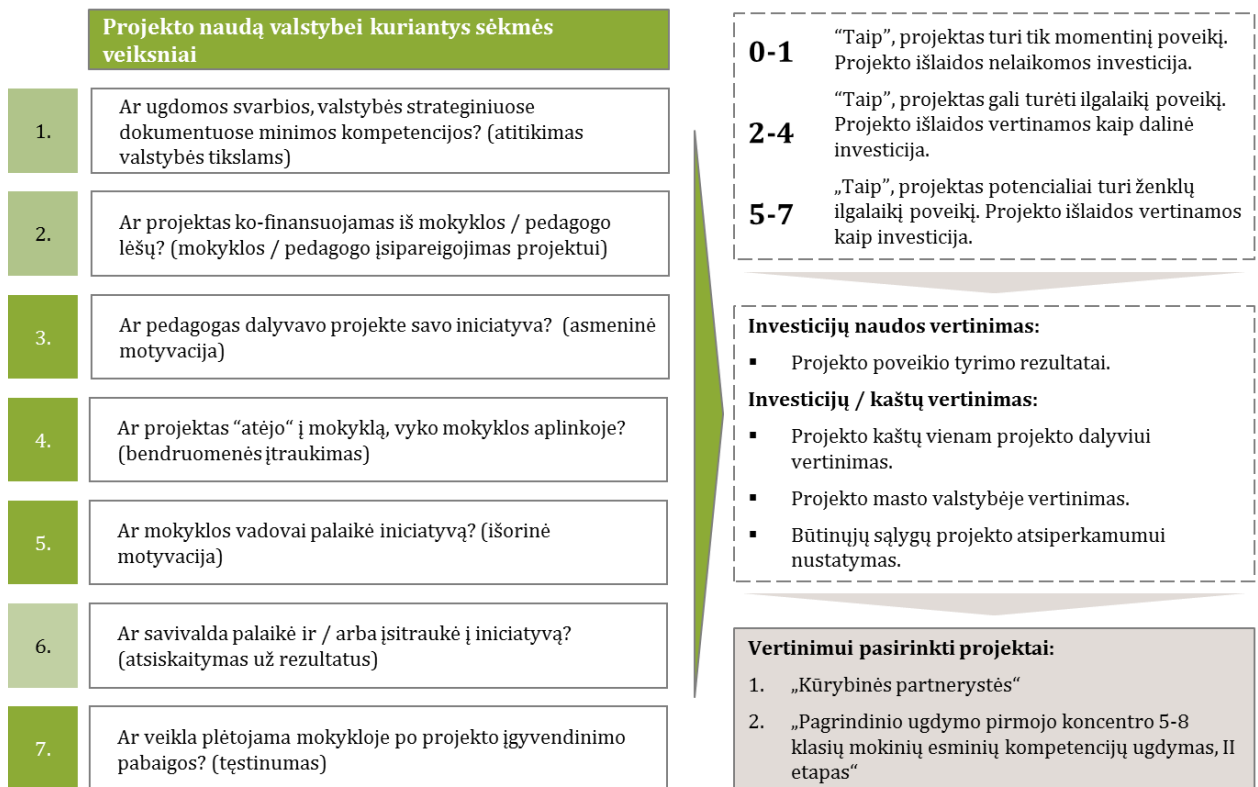 Projekto naudą valstybei kuriantys sėkmės
veiksniai
1.
Ar ugdomos svarbios, valstybės strateginiuose
dokumentuose minimos kompetencijos? (atitikimas
valstybės tikslams)
2.
Ar projektas ko-finansuojamas iš mokyklos / pedagogo
lėšų? (mokyklos / pedagogo įsipareigojimas projektui)
3.
Ar pedagogas dalyvavo projekte savo iniciatyva? (asmeninė
motyvacija)
4.
Ar projektas “atėjo“ į mokyklą, vyko mokyklos aplinkoje?
(bendruomenės įtraukimas)
5.
Ar mokyklos vadovai palaikė iniciatyvą? (išorinė
motyvacija)
6.
Ar savivalda palaikė ir / arba įsitraukė į iniciatyvą?
(atsiskaitymas už rezultatus)
7.
Ar veikla plėtojama mokykloje po projekto įgyvendinimo
pabaigos? (tęstinumas)
0-1
“Taip”, projektas turi tik momentinį poveikį.
Projekto išlaidos nelaikomos investicija.
2-4
“Taip”, projektas gali turėti ilgalaikį poveikį.
Projekto išlaidos vertinamos kaip dalinė
investicija.
5-7
„Taip”, projektas potencialiai turi ženklų
ilgalaikį poveikį. Projekto išlaidos vertinamos
kaip investicija.
Investicijų naudos vertinimas:
▪ Projekto poveikio tyrimo rezultatai.
Investicijų / kaštų vertinimas:
▪ Projekto kaštų vienam projekto dalyviui
vertinimas.
▪ Projekto masto valstybėje vertinimas.
▪ Būtinųjų sąlygų projekto atsiperkamumui
nustatymas.
Vertinimui pasirinkti projektai:
1. „Kūrybinės partnerystės“
2. „Pagrindinio ugdymo pirmojo koncentro 5-8
klasių mokinių esminių kompetencijų ugdymas, II
etapas“